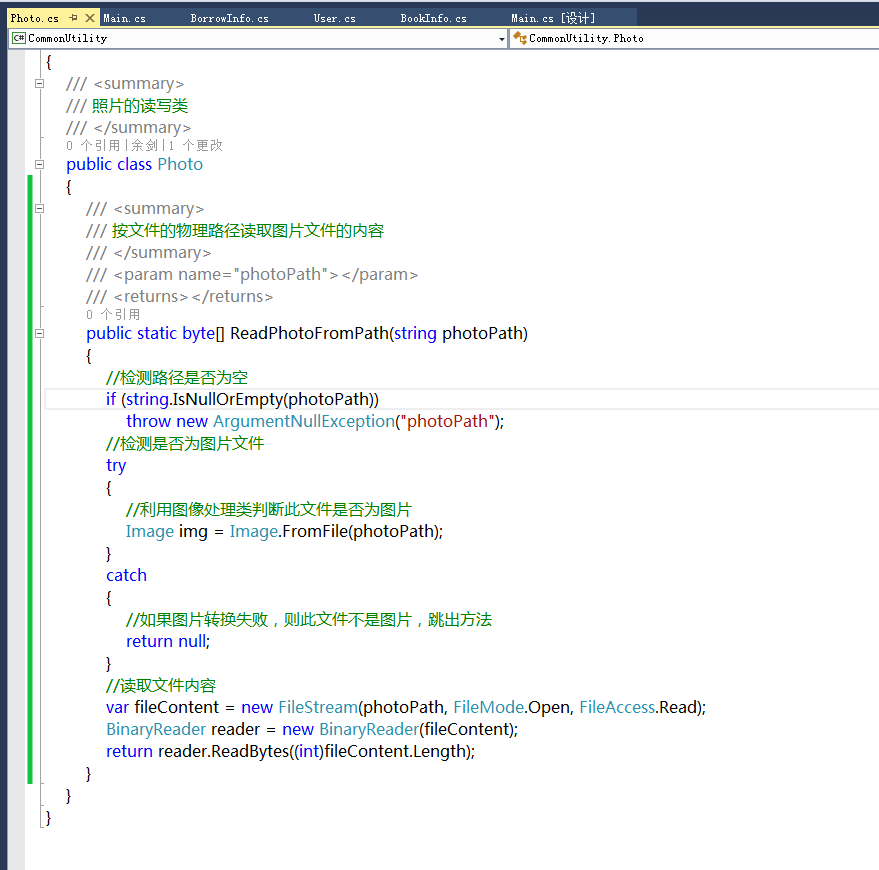 Photo.cs Main.cs BorrowInfo.cs User.cs BookInfo.cs Main.cs [设计]
C# CommonUtility CommonUtility.Photo
{
/// <summary>
/// 照片的读写类
/// </summary>
0 个引用|余剑|1 个更改
public class Photo
{
/// <summary>
/// 按文件的物理路径读取图片文件的内容
/// </summary>
/// <param name="photoPath"></param>
/// <returns></returns>
0 个引用
public static byte[] ReadPhotoFromPath(string photoPath)
{
//检测路径是否为空
if (string.IsNullOrEmpty(photoPath))
throw new ArgumentNullException("photoPath");
//检测是否为图片文件
try
{
//利用图像处理类判断此文件是否为图片
Image img = Image.FromFile(photoPath);
}
catch
{
//如果图片转换失败，则此文件不是图片，跳出方法
return null;
}
//读取文件内容
var fileContent = new FileStream(photoPath, FileMode.Open, FileAccess.Read);
BinaryReader reader = new BinaryReader(fileContent);
return reader.ReadBytes((int)fileContent.Length);
}
}
}